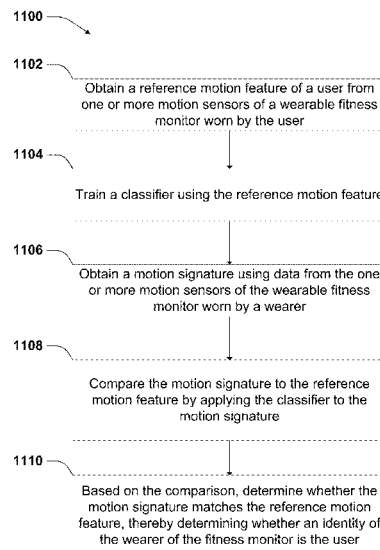 1100
1102
Obtain a reference motion feature of a user from
one or more motion sensors of a wearable fitness
monitor worn by the user
1104
Train a classifier using the reference motion feature
1106
Obtain a motion signature using data from the one
or more motion sensors of the wearable fitness
monitor worn by a wearer
1108
Compare the motion signature to the reference
motion feature by applying the classifier to the
motion signature
1110
Based on the comparison, determine whether the
motion signature matches the reference motion
feature, thereby determining whether an identity of
the wearer of the fitness monitor is the user